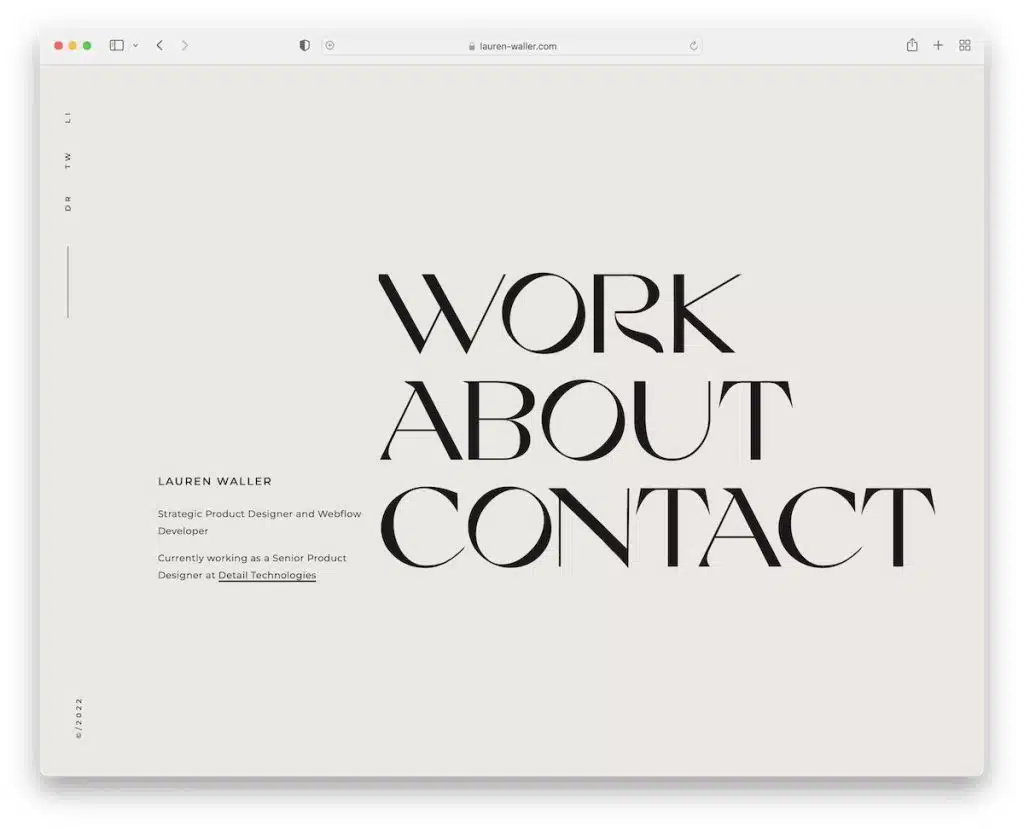 lauren-waller.com
LI
TW
DR
WORK
ABOUT
CONTACT
LAUREN WALLER
Strategic Product Designer and Webflow
Developer
Currently working as a Senior Product
Designer at Detail Technologies
©/2022